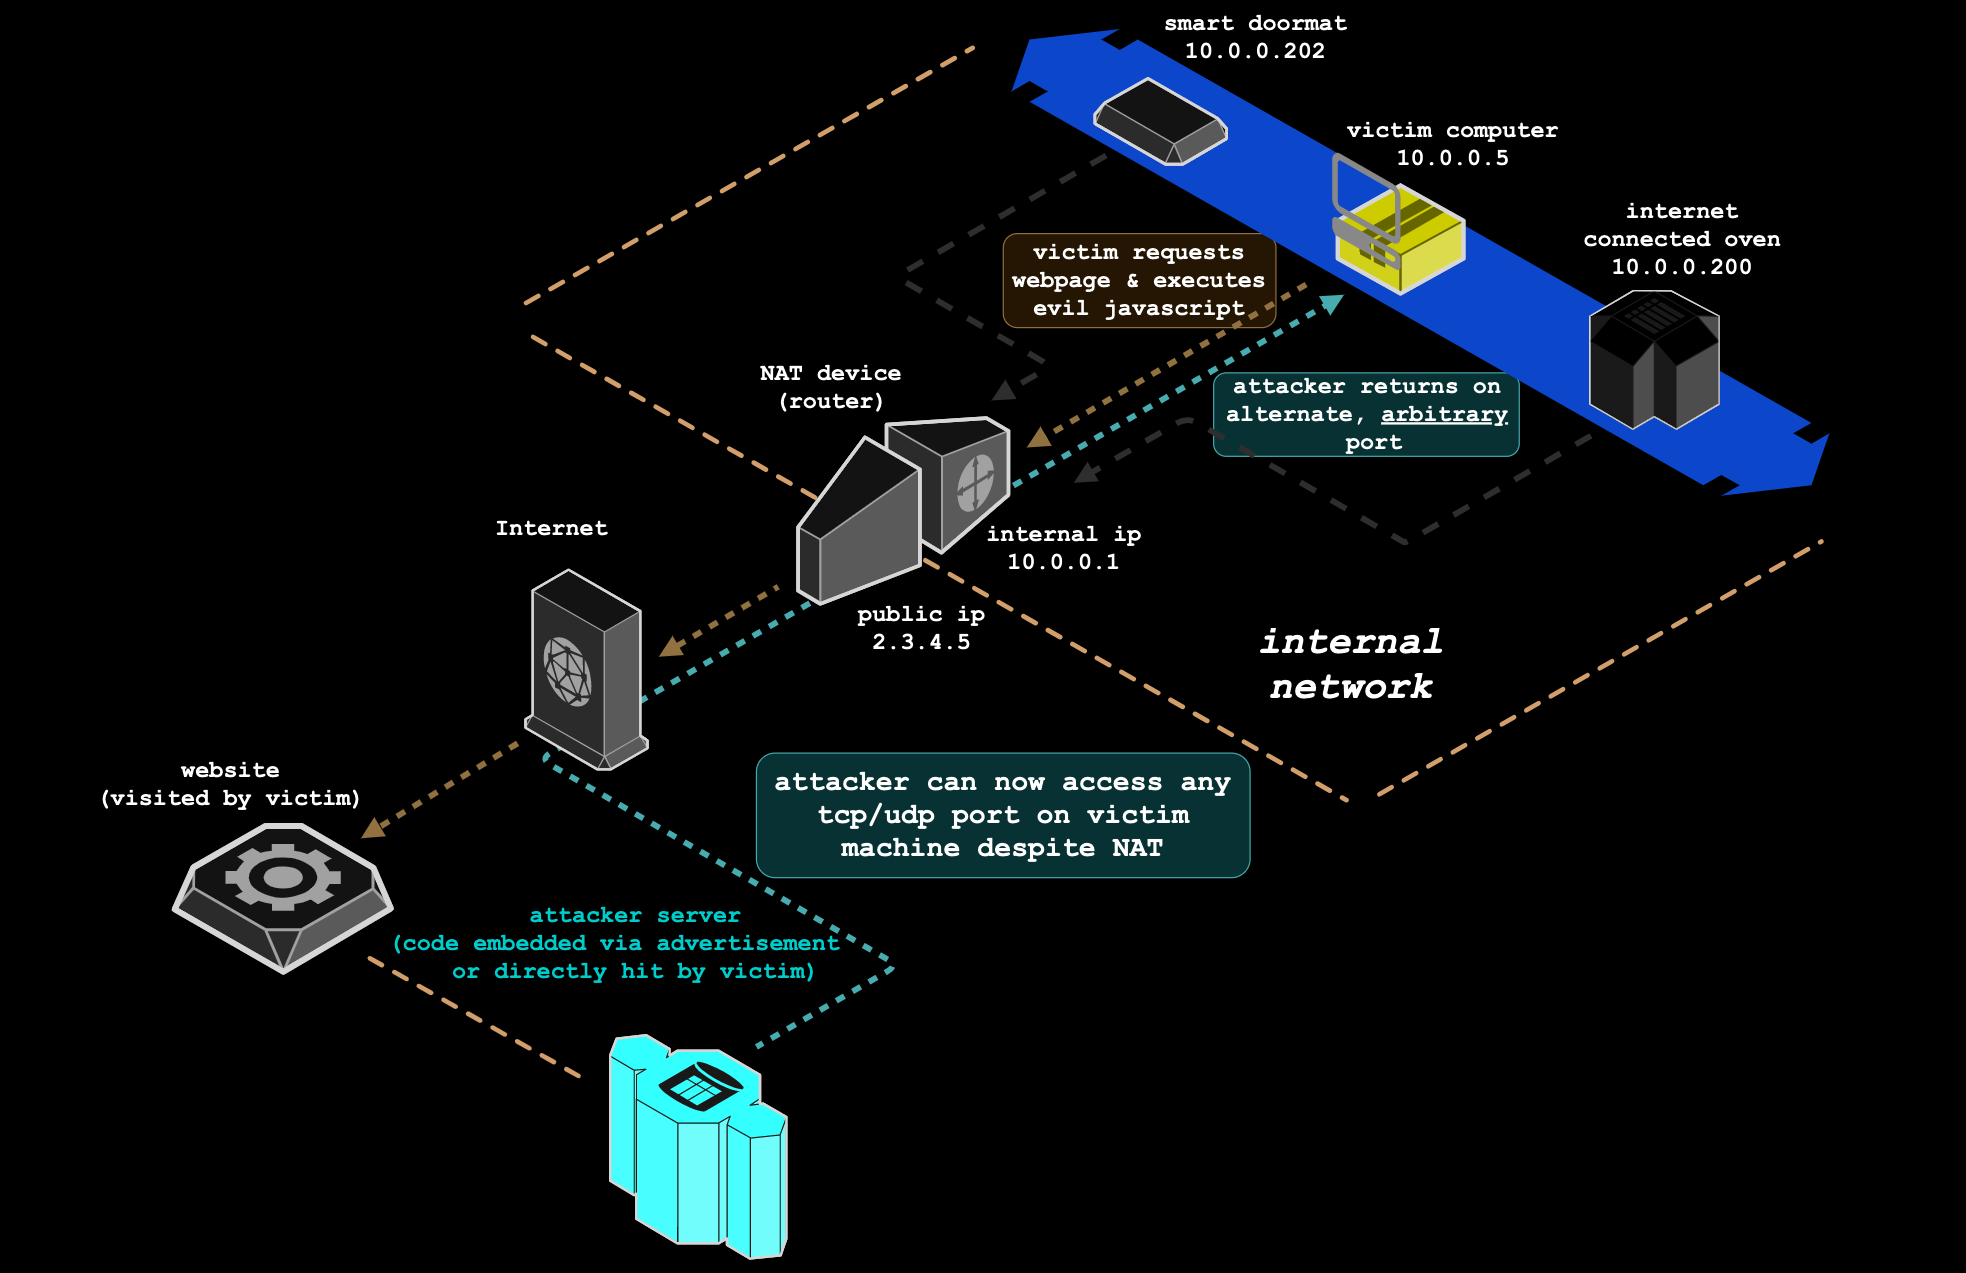 smart doormat
10.0.0.202
victim computer
10.0.0.5
internet
connected oven
10.0.0.200
victim requests
webpage & executes
evil javascript
NAT device
(router)
attacker returns on
alternate, arbitrary
port
Internet
internal ip
10.0.0.1
public ip
2.3.4.5
internal
network
website
(visited by victim)
attacker can now access any
tcp/udp port on victim
machine despite NAT
attacker server
(code embedded via advertisement
or directly hit by victim)